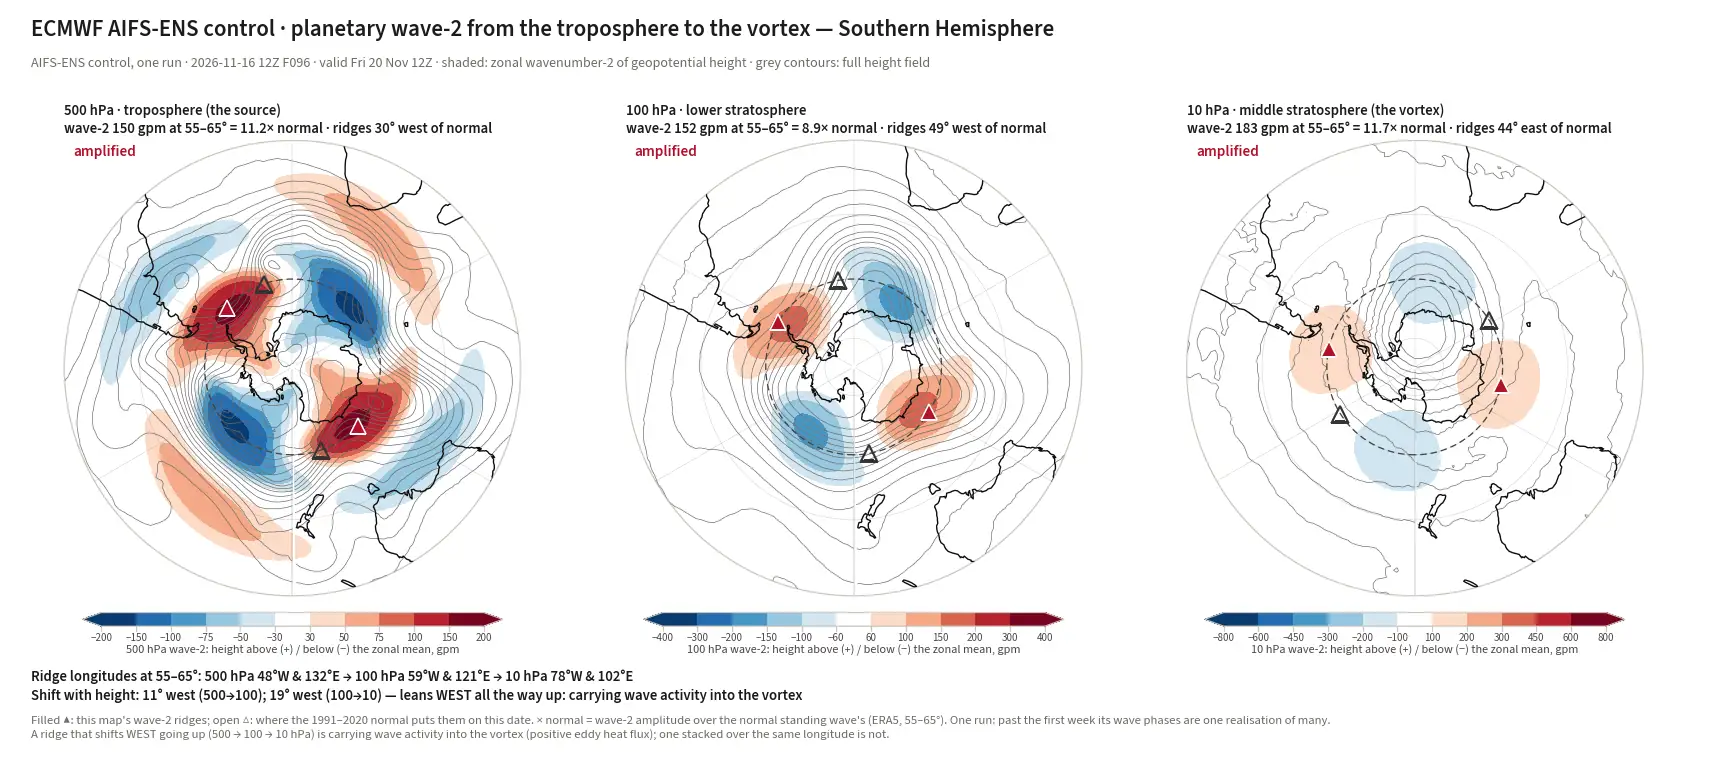 ECMWF AIFS-ENS control · planetary wave-2 from the troposphere to the vortex — Southern Hemisphere
AIFS-ENS control, one run · 2026-11-16 12Z F096 · valid Fri 20 Nov 12Z · shaded: zonal wavenumber-2 of geopotential height · grey contours: full height field
500 hPa · troposphere (the source)
wave-2 150 gpm at 55–65° = 11.2× normal · ridges 30° west of normal
amplified
100 hPa · lower stratosphere
wave-2 152 gpm at 55–65° = 8.9× normal · ridges 49° west of normal
amplified
10 hPa · middle stratosphere (the vortex)
wave-2 183 gpm at 55–65° = 11.7× normal · ridges 44° east of normal
amplified
−200 −150 −100 −75 −50 −30 30 50 75 100 150 200
500 hPa wave-2: height above (+) / below (−) the zonal mean, gpm
−400 −300 −200 −150 −100 −60 60 100 150 200 300 400
100 hPa wave-2: height above (+) / below (−) the zonal mean, gpm
−800 −600 −450 −300 −200 −100 100 200 300 450 600 800
10 hPa wave-2: height above (+) / below (−) the zonal mean, gpm
Ridge longitudes at 55–65°: 500 hPa 48°W & 132°E → 100 hPa 59°W & 121°E → 10 hPa 78°W & 102°E
Shift with height: 11° west (500→100); 19° west (100→10) — leans WEST all the way up: carrying wave activity into the vortex
Filled ▲: this map's wave-2 ridges; open △: where the 1991–2020 normal puts them on this date. × normal = wave-2 amplitude over the normal standing wave's (ERA5, 55–65°). One run: past the first week its wave phases are one realisation of many.
A ridge that shifts WEST going up (500 → 100 → 10 hPa) is carrying wave activity into the vortex (positive eddy heat flux); one stacked over the same longitude is not.